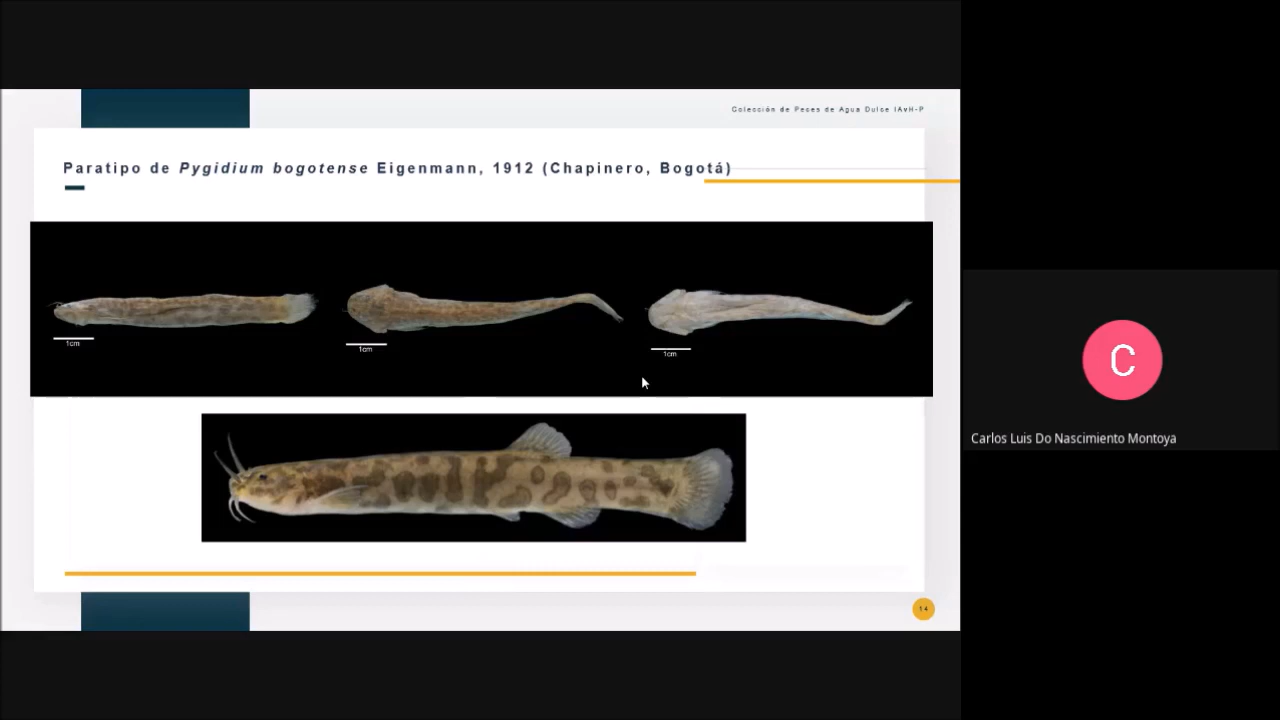 Colección de Peces de Agua Dulce IAvH-P
Paratipo de Pygidium bogotense Eigenmann, 1912 (Chapinero, Bogotá)
1cm
1cm
1cm
14
C
Carlos Luis Do Nascimiento Montoya